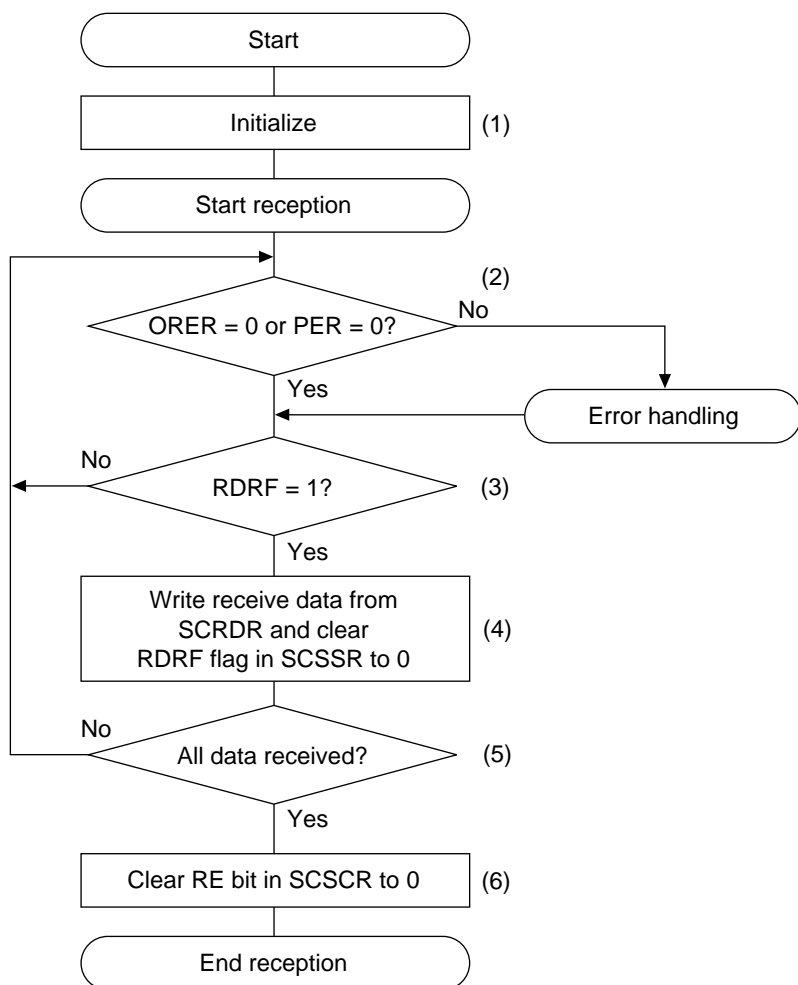 Start
Initialize
(1)
Start reception
(2)
ORER = 0 or PER = 0?
No
Yes
Error handling
No
RDRF = 1?
(3)
Yes
Write receive data from
SCRDR and clear
RDRF flag in SCSSR to 0
(4)
No
All data received?
(5)
Yes
Clear RE bit in SCSCR to 0
(6)
End reception